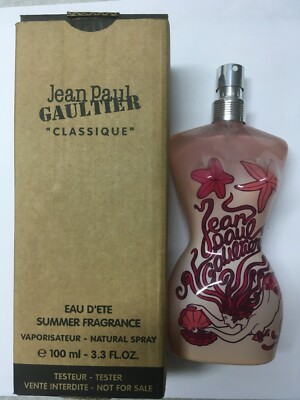 Jean Paul
GAULTIER
"CLASSIQUE"
EAU D'ETE
SUMMER FRAGRANCE
VAPORISATEUR - NATURAL SPRAY
℮ 100 ml - 3.3 FL.OZ.
TESTEUR - TESTER
VENTE INTERDITE - NOT FOR SALE
Jean
Paul
Gaultier